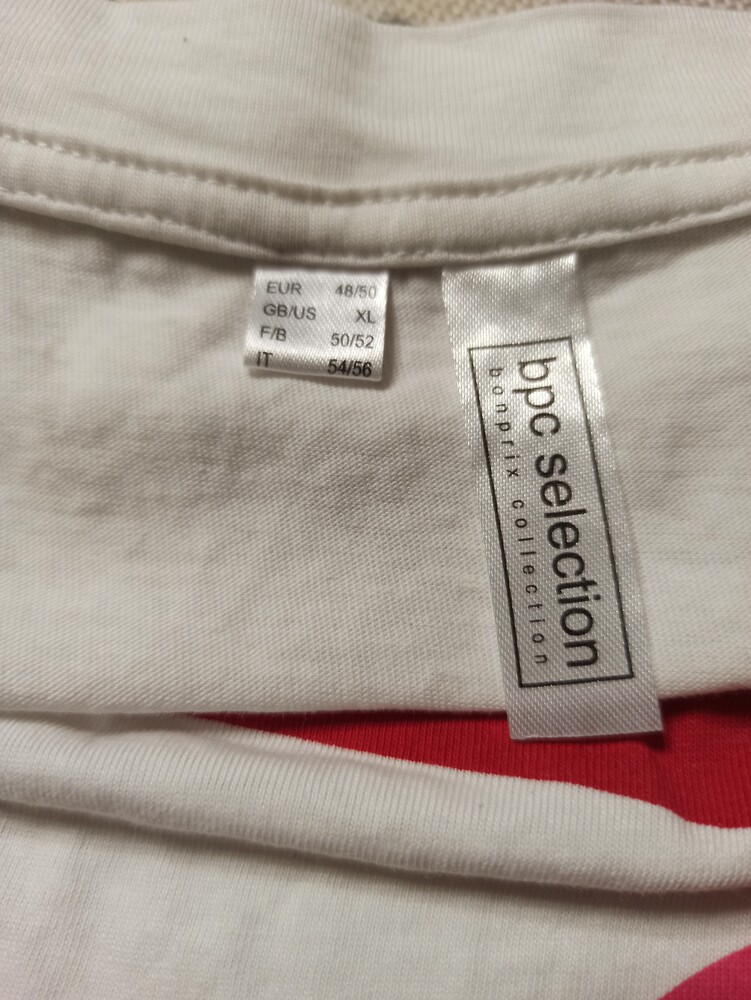 EUR 48/50
GB/US XL
F/B 50/52
IT 54/56
bpc selection
bonprix collection